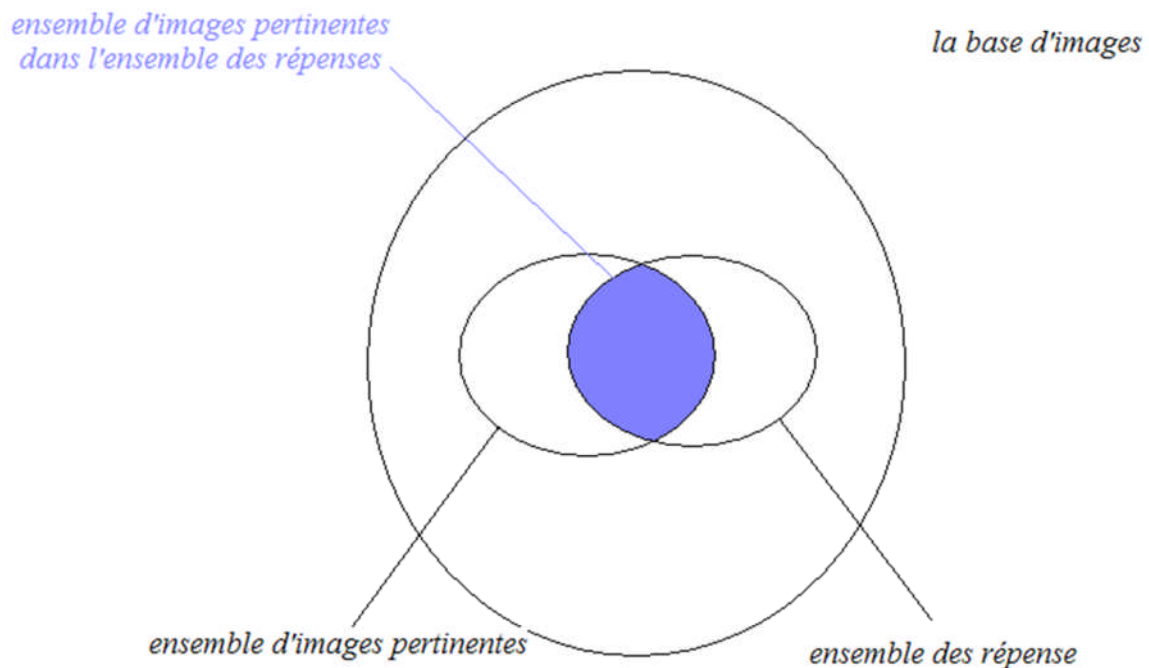 ensemble d'images pertinentes
dans l'ensemble des répenses
la base d'images
ensemble d'images pertinentes
ensemble des répense